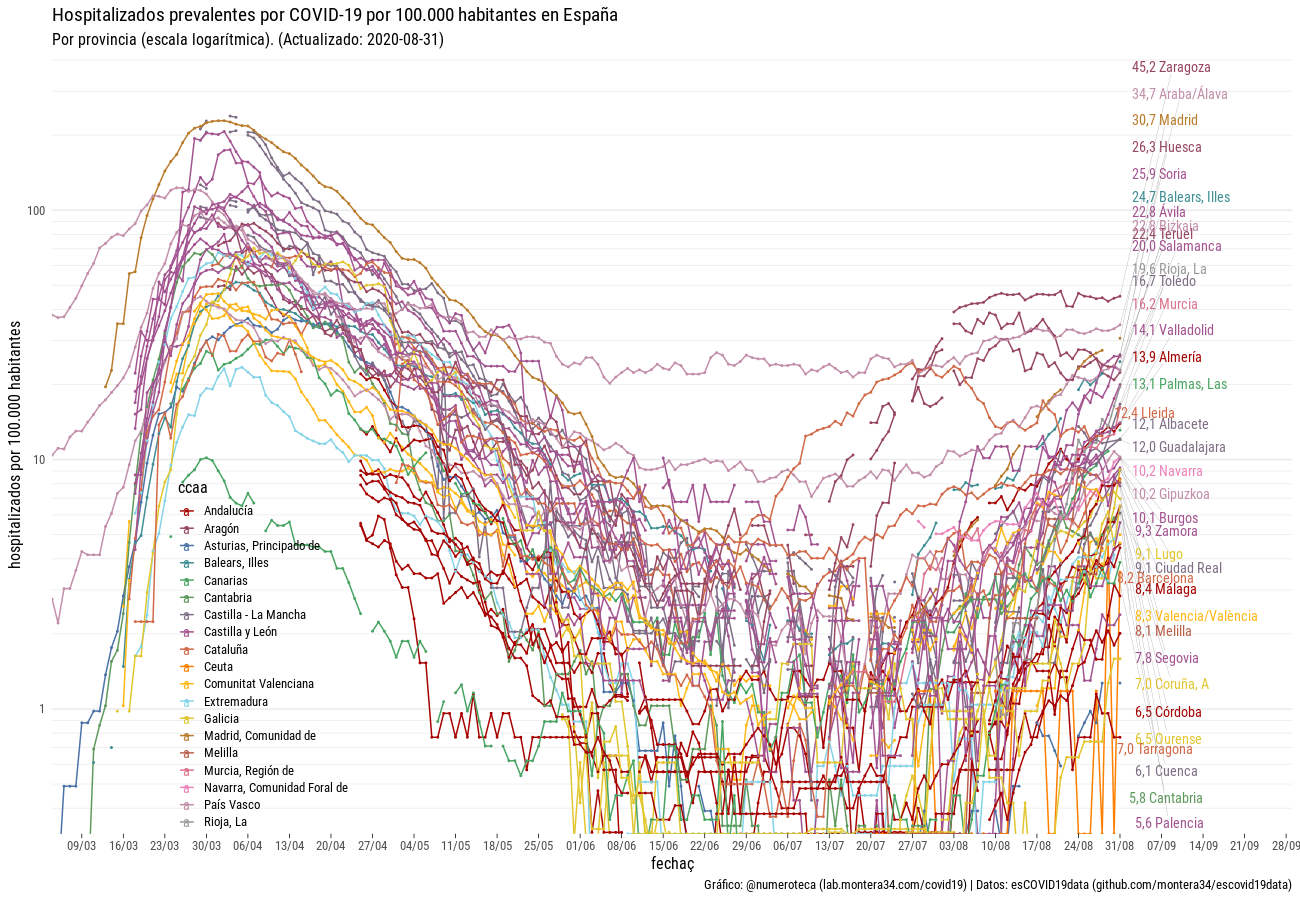 Hospitalizados prevalentes por COVID-19 por 100.000 habitantes en España
Por provincia (escala logarítmica). (Actualizado: 2020-08-31)
hospitalizados por 100.000 habitantes
100
10
1
45,2 Zaragoza
34,7 Araba/Álava
30,7 Madrid
26,3 Huesca
25,9 Soria
24,7 Balears, Illes
22,8 Ávila
22,8 Bizkaia
22,4 Teruel
20,0 Salamanca
19,6 Rioja, La
16,7 Toledo
16,2 Murcia
14,1 Valladolid
13,9 Almería
13,1 Palmas, Las
12,4 Lleida
12,1 Albacete
12,0 Guadalajara
10,2 Navarra
10,2 Gipuzkoa
10,1 Burgos
9,3 Zamora
9,1 Lugo
9,1 Ciudad Real
8,2 Barcelona
8,4 Málaga
8,3 Valencia/València
8,1 Melilla
7,8 Segovia
7,0 Coruña, A
6,5 Córdoba
6,5 Ourense
7,0 Tarragona
6,1 Cuenca
5,8 Cantabria
5,6 Palencia
ccaa
Andalucía
Aragón
Asturias, Principado de
Balears, Illes
Canarias
Cantabria
Castilla - La Mancha
Castilla y León
Cataluña
Ceuta
Comunitat Valenciana
Extremadura
Galicia
Madrid, Comunidad de
Melilla
Murcia, Región de
Navarra, Comunidad Foral de
País Vasco
Rioja, La
09/03 16/03 23/03 30/03 06/04 13/04 20/04 27/04 04/05 11/05 18/05 25/05 01/06 08/06 15/06 22/06 29/06 06/07 13/07 20/07 27/07 03/08 10/08 17/08 24/08 31/08 07/09 14/09 21/09 28/09
fechaç
Gráfico: @numeroteca (lab.montera34.com/covid19) | Datos: esCOVID19data (github.com/montera34/escovid19data)